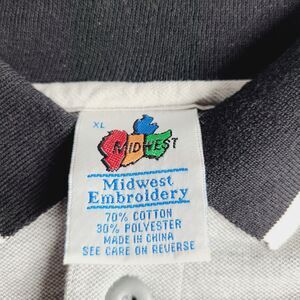 XL
MIDWEST
Midwest
Embroidery
70% COTTON
30% POLYESTER
MADE IN CHINA
SEE CARE ON REVERSE